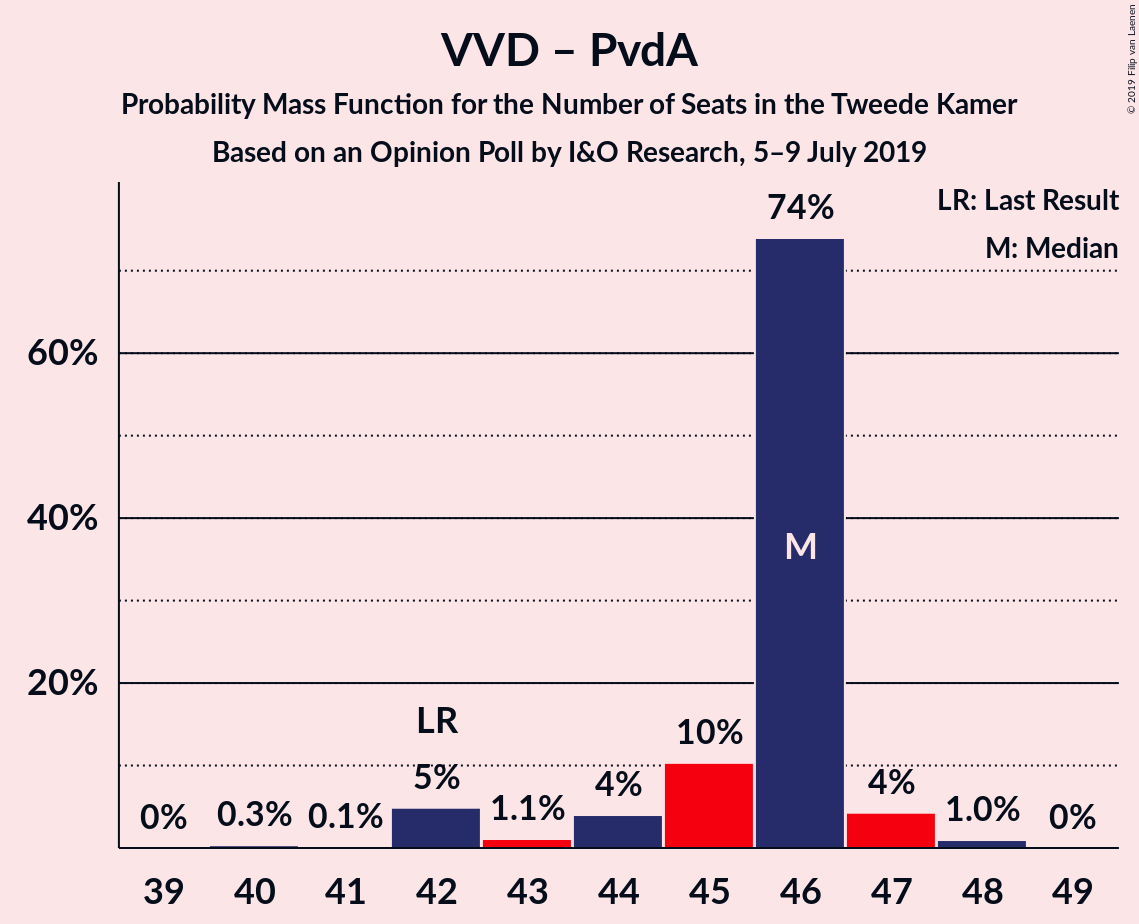 VVD – PvdA
Probability Mass Function for the Number of Seats in the Tweede Kamer
Based on an Opinion Poll by I&O Research, 5–9 July 2019
© 2019 Filip van Laenen
LR: Last Result
M: Median
74%
60%
40%
20%
M
LR
0%
0.3%
0.1%
5%
1.1%
4%
10%
4%
1.0%
0%
39 40 41 42 43 44 45 46 47 48 49